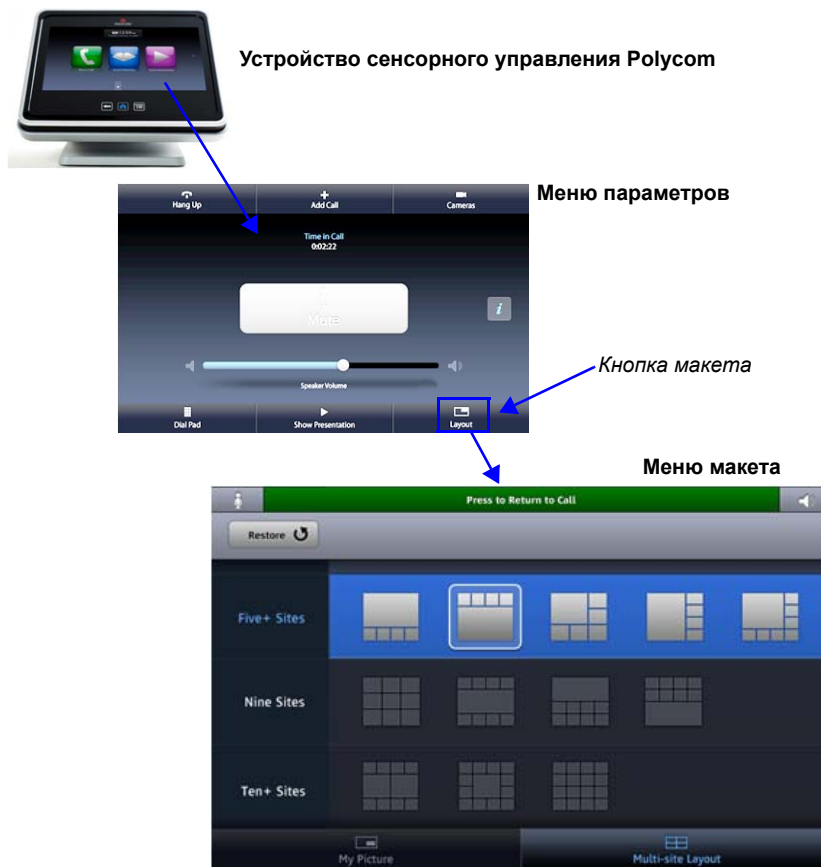 Устройство сенсорного управления Polycom
Меню параметров
Hang Up
Add Call
Cameras
Time in Call
0:02:22
Mute
i
Speaker Volume
Кнопка макета
Dial Pad
Show Presentation
Layout
Меню макета
Press to Return to Call
Restore
Five+ Sites
Nine Sites
Ten+ Sites
My Picture
Multi-site Layout